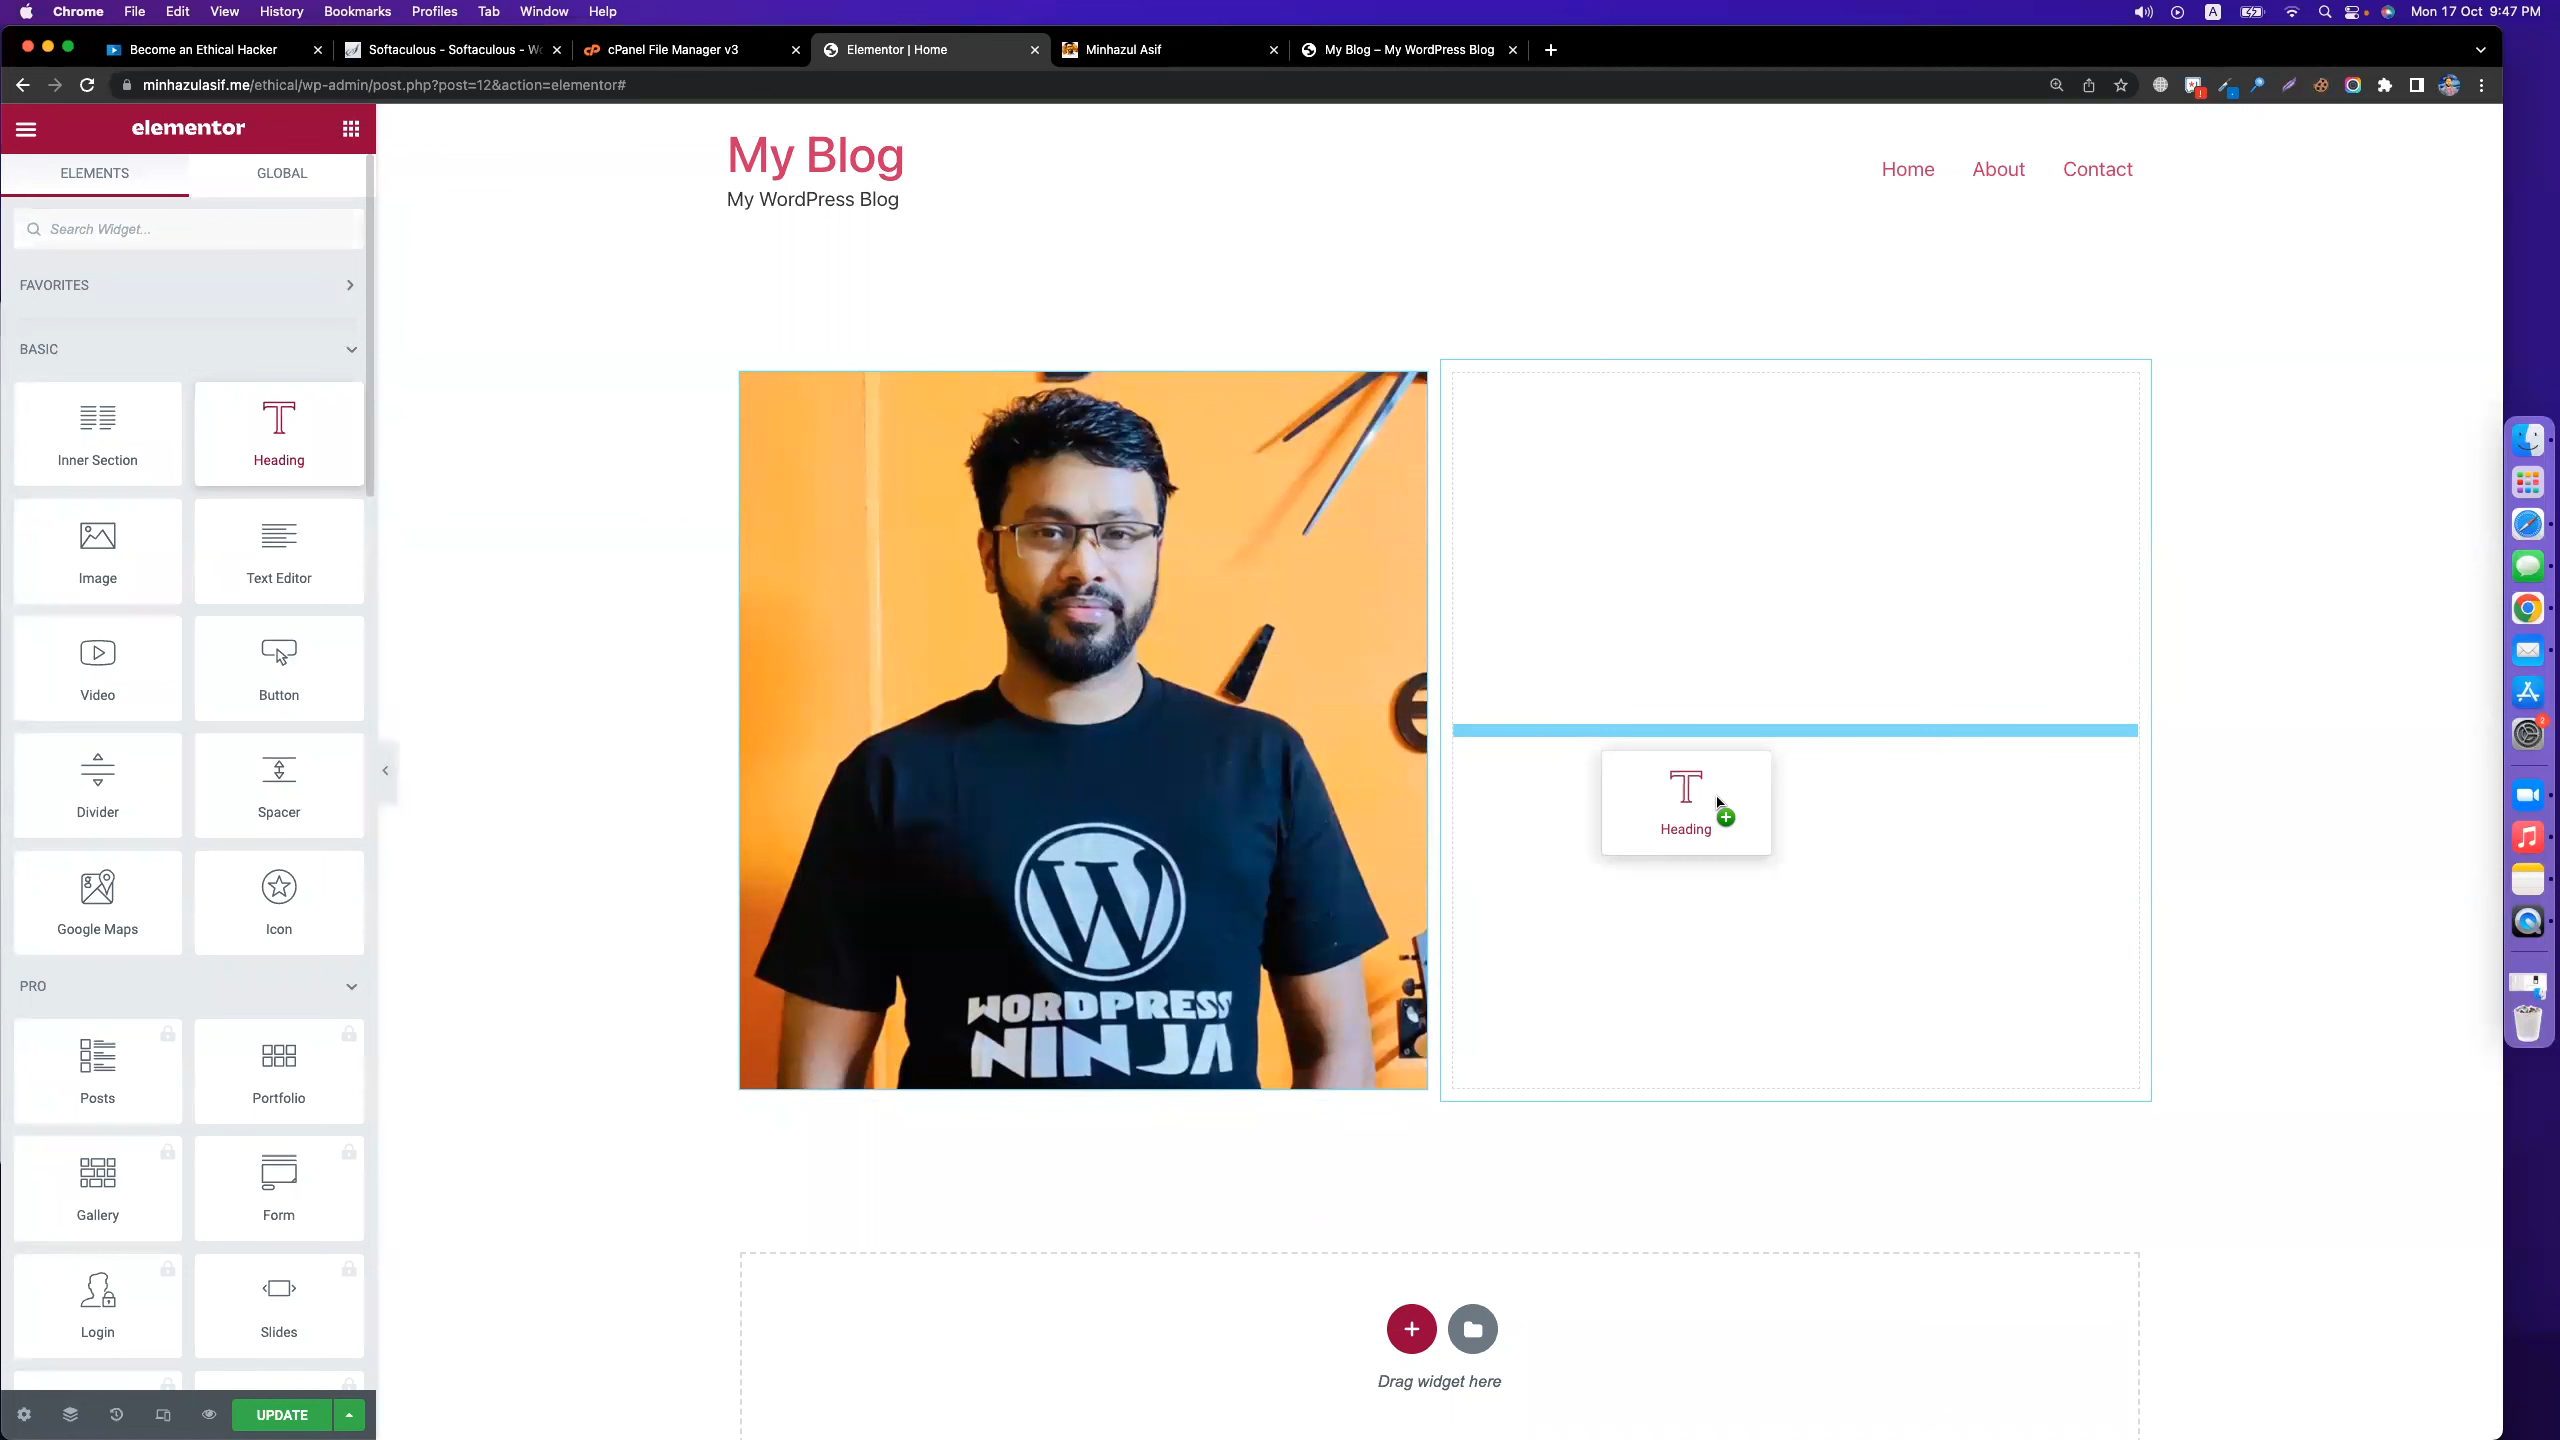 Chrome File Edit View History Bookmarks Profiles Tab Window Help
A
Mon 17 Oct 9:47 PM
Become an Ethical Hacker
Softaculous - Softaculous - Wo
cPanel File Manager v3
Elementor | Home
Minhazul Asif
My Blog – My WordPress Blog
minhazulasif.me/ethical/wp-admin/post.php?post=12&action=elementor#
elementor
ELEMENTS GLOBAL
Search Widget...
FAVORITES
BASIC
Inner Section
Heading
Image
Text Editor
Video
Button
Divider
Spacer
Google Maps
Icon
PRO
Posts
Portfolio
Gallery
Form
Login
Slides
UPDATE
My Blog
My WordPress Blog
Home About Contact
WORDPRESS
NINJA
Heading
Drag widget here
2